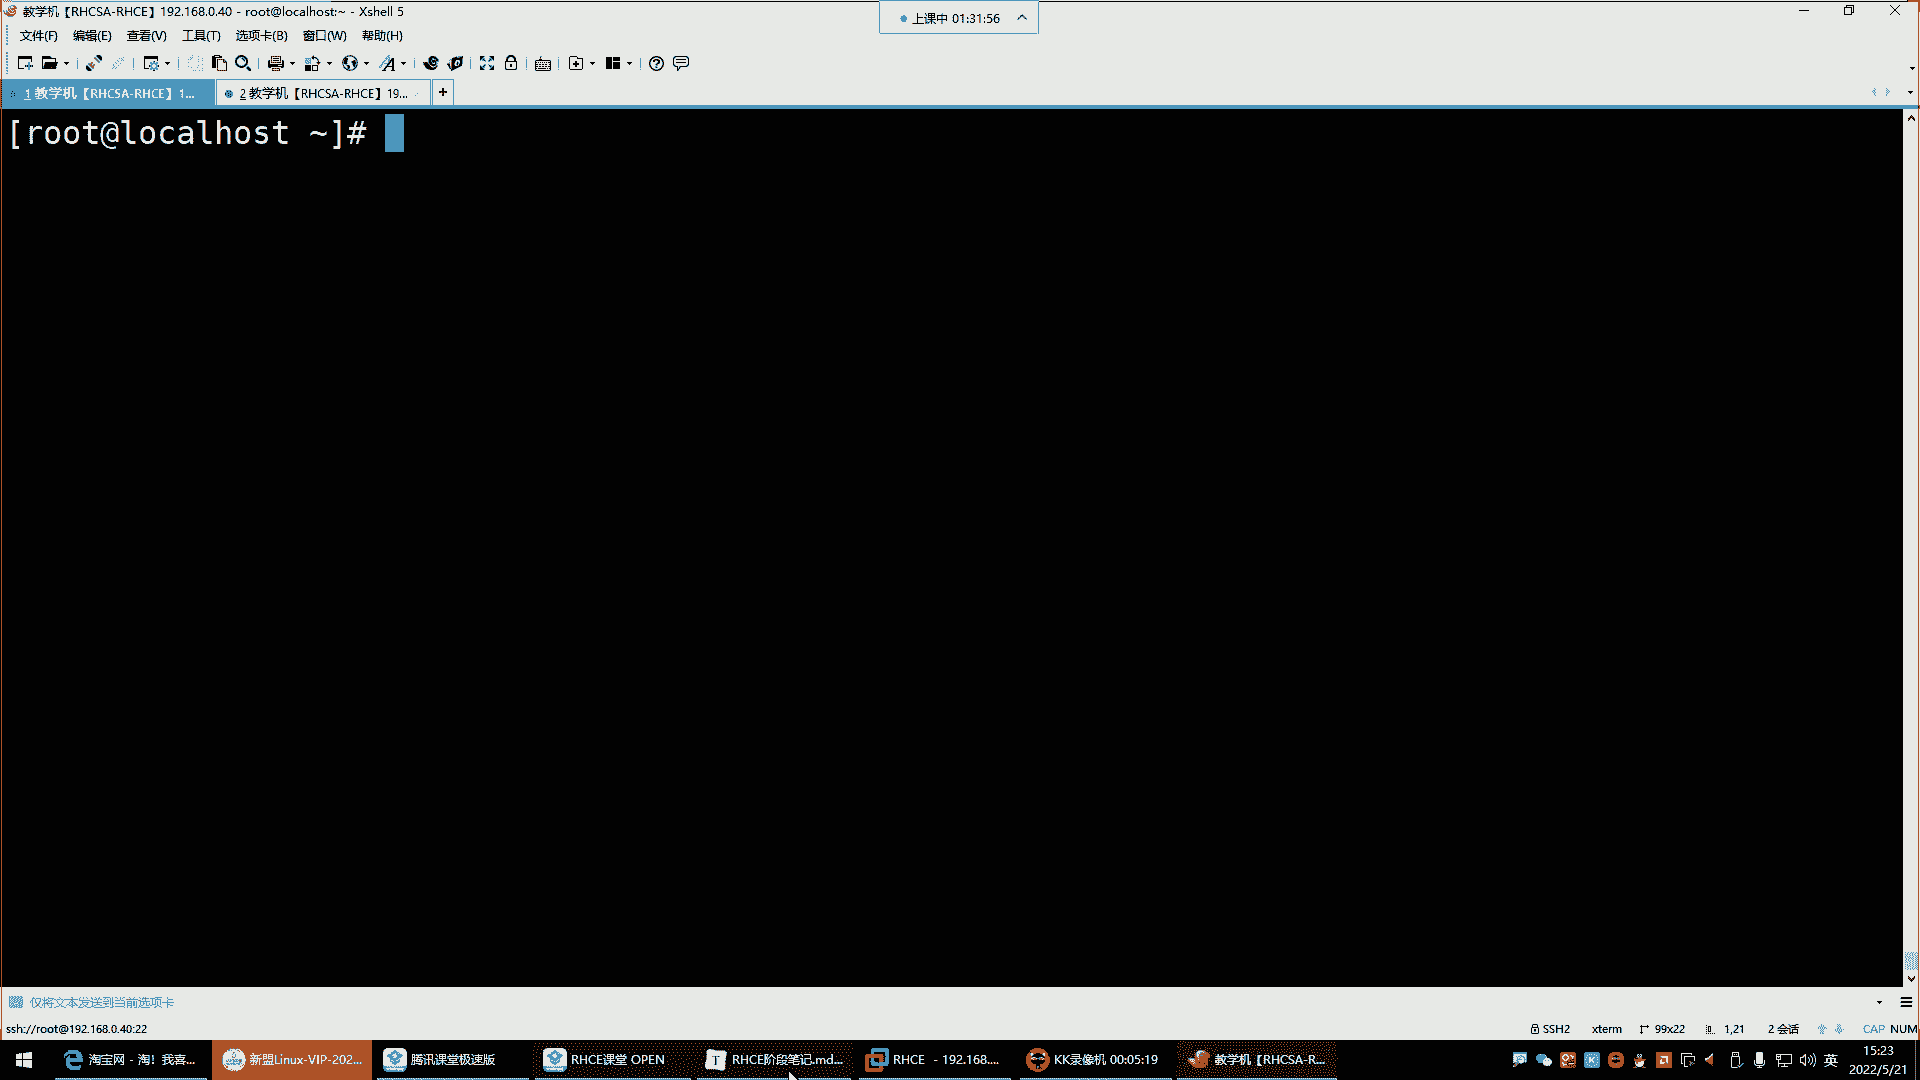 教学机【RHCSA-RHCE】192.168.0.40 - root@localhost:~ - Xshell 5
上课中 01:31:56
文件(F) 编辑(E) 查看(V) 工具(T) 选项卡(B) 窗口(W) 帮助(H)
1 教学机【RHCSA-RHCE】1... 2 教学机【RHCSA-RHCE】19... +
[root@localhost ~]#
仅将文本发送到当前选项卡
ssh://root@192.168.0.40:22 SSH2 xterm 99x22 1,21 2 会话 CAP NUM
淘宝网 - 淘！我喜... 新盟Linux-VIP-202... 腾讯课堂极速版 RHCE课堂 OPEN RHCE阶段笔记.md... RHCE - 192.168.... KK录像机 00:05:19 教学机【RHCSA-R... 英 15:23
2022/5/21